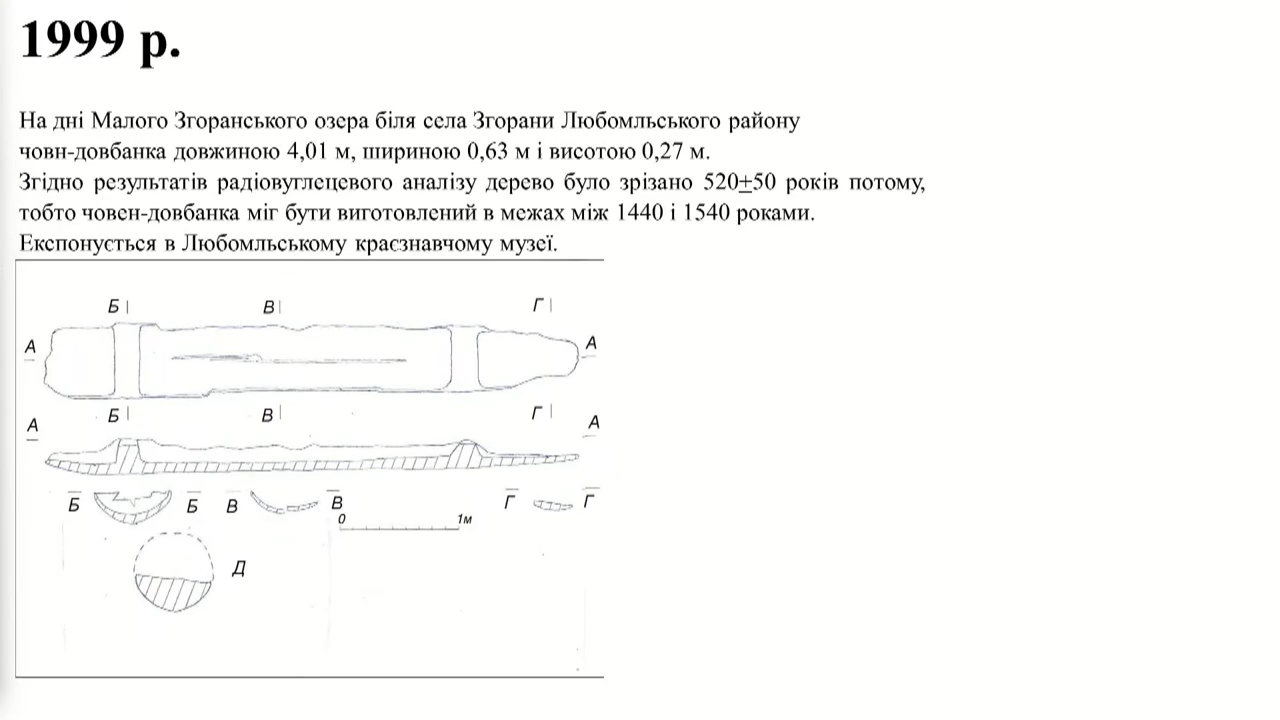 1999 р.
На дні Малого Згоранського озера біля села Згорани Любомльського району
човн-довбанка довжиною 4,01 м, шириною 0,63 м і висотою 0,27 м.
Згідно результатів радіовуглецевого аналізу дерево було зрізано 520±50 років потому,
тобто човен-довбанка міг бути виготовлений в межах між 1440 і 1540 роками.
Експонується в Любомльському краєзнавчому музеї.
Б В Г
А А
Б В Г
А А
Б Б В В Г Г
0 1м
Д